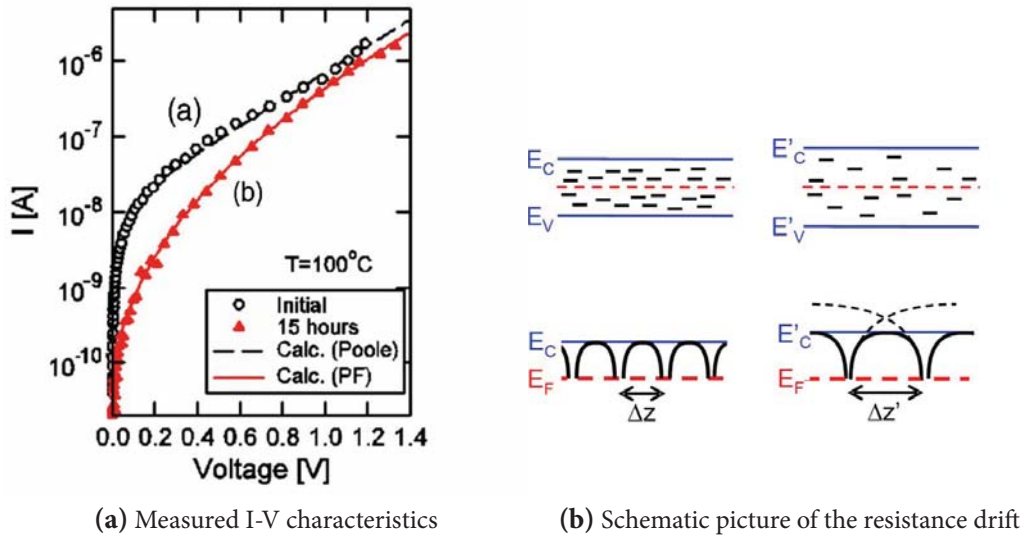 I [A]
10⁻⁶
10⁻⁷
10⁻⁸
10⁻⁹
10⁻¹⁰
(a)
(b)
T=100°C
Initial
15 hours
Calc. (Poole)
Calc. (PF)
0.0 0.2 0.4 0.6 0.8 1.0 1.2 1.4
Voltage [V]
(a) Measured I-V characteristics
E_C
E_V
E'_C
E'_V
E_C
E_F
Δz
E'_C
E_F
Δz'
(b) Schematic picture of the resistance drift